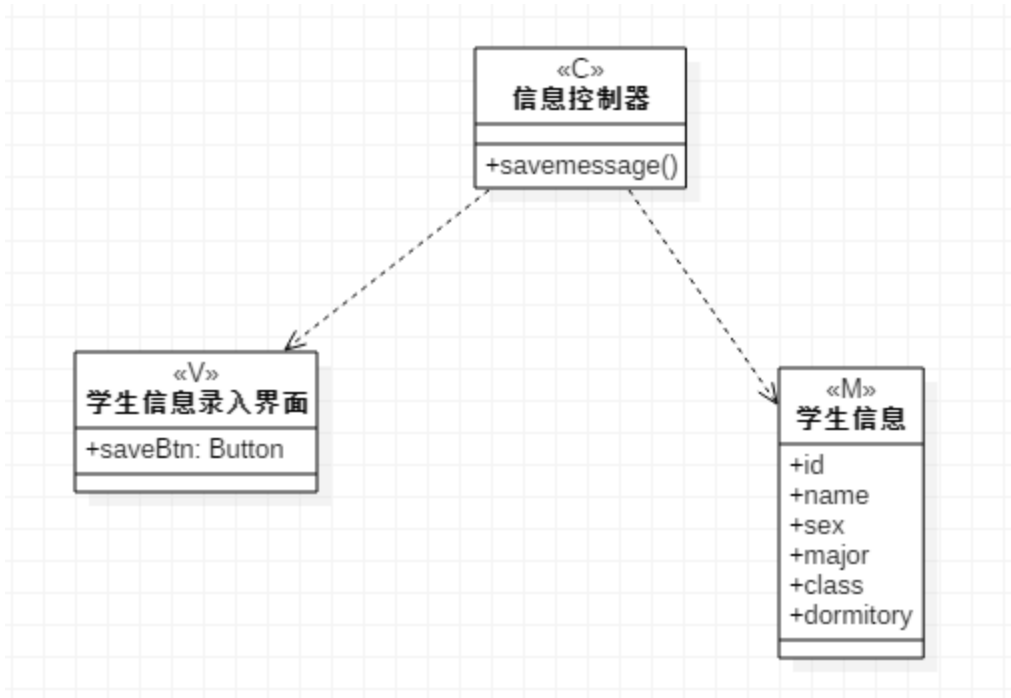 «C»
信息控制器
+savemessage()
«V»
学生信息录入界面
+saveBtn: Button
«M»
学生信息
+id
+name
+sex
+major
+class
+dormitory